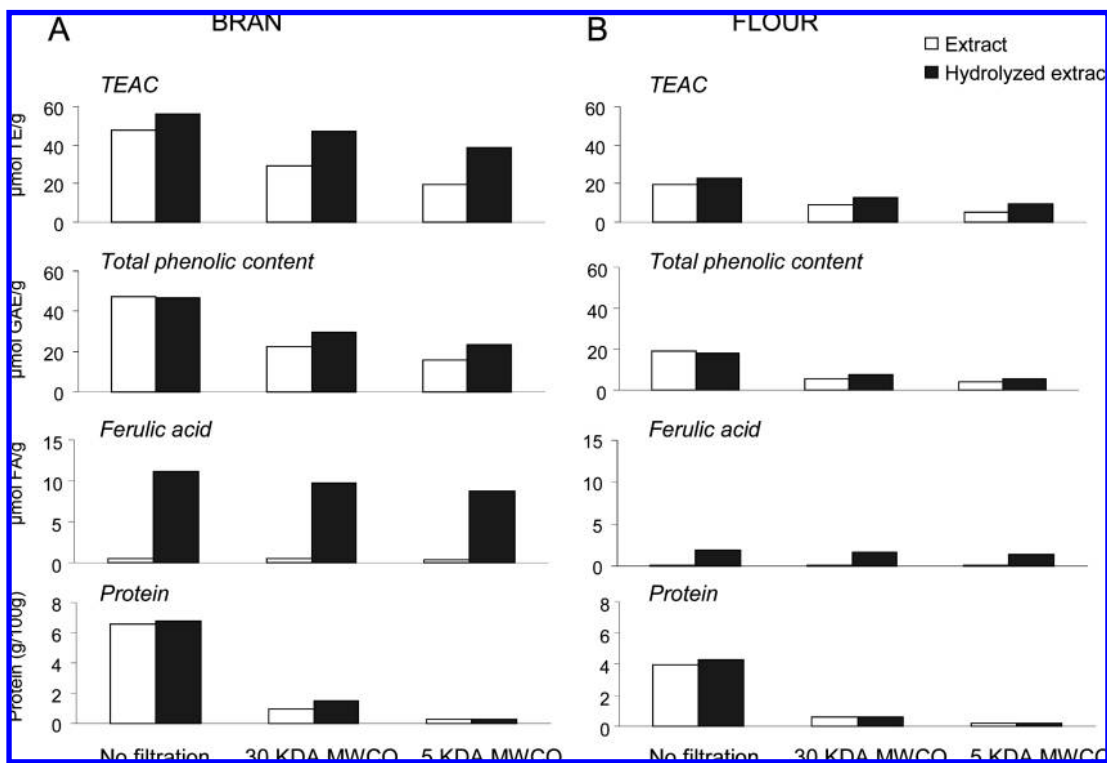 A BRAN
B FLOUR
Extract
Hydrolyzed extrac
TEAC
µmol TE/g
60
40
20
0
TEAC
60
40
20
0
Total phenolic content
µmol GAE/g
60
40
20
0
Total phenolic content
60
40
20
0
Ferulic acid
µmol FA/g
15
10
5
0
Ferulic acid
15
10
5
0
Protein
Protein (g/100g)
8
6
4
2
0
Protein
8
6
4
2
0
No filtration 30 KDA MWCO 5 KDA MWCO
No filtration 30 KDA MWCO 5 KDA MWCO